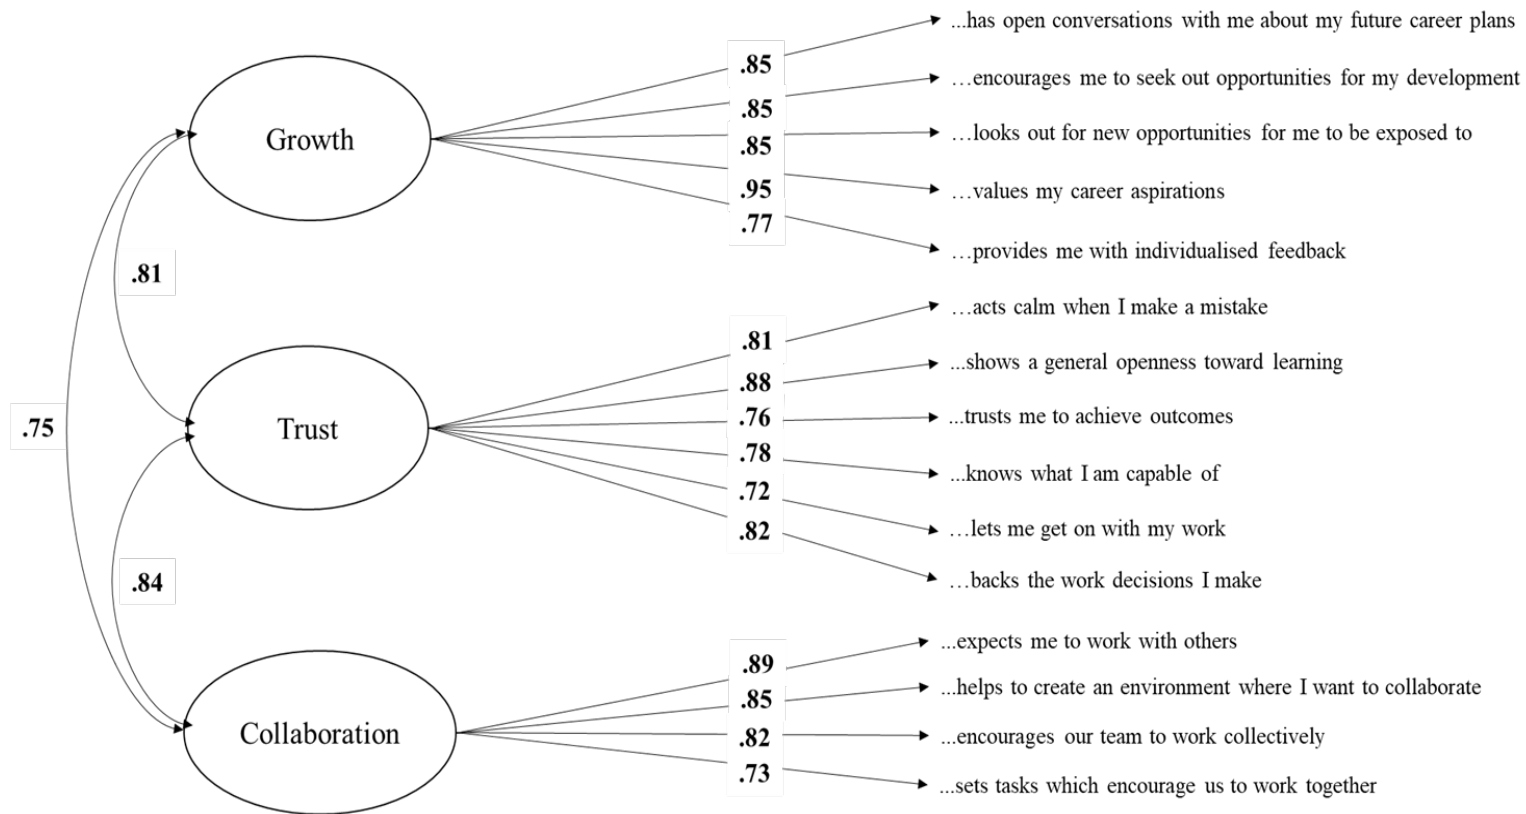 ...has open conversations with me about my future career plans
.85
…encourages me to seek out opportunities for my development
.85
Growth
…looks out for new opportunities for me to be exposed to
.85
…values my career aspirations
.95
.77
…provides me with individualised feedback
.81
…acts calm when I make a mistake
.81
...shows a general openness toward learning
.88
...trusts me to achieve outcomes
.76
.75
Trust
.78
...knows what I am capable of
.72
…lets me get on with my work
.82
…backs the work decisions I make
.84
...expects me to work with others
.89
...helps to create an environment where I want to collaborate
.85
Collaboration
...encourages our team to work collectively
.82
.73
...sets tasks which encourage us to work together